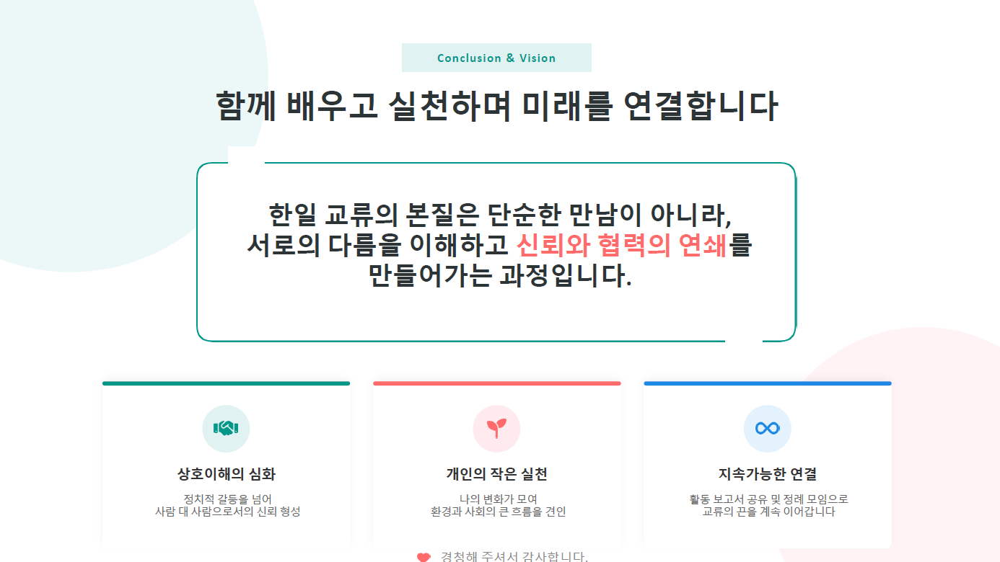 Conclusion & Vision
함께 배우고 실천하며 미래를 연결합니다
한일 교류의 본질은 단순한 만남이 아니라,
서로의 다름을 이해하고 신뢰와 협력의 연쇄를
만들어가는 과정입니다.
상호이해의 심화
정치적 갈등을 넘어
사람 대 사람으로서의 신뢰 형성
개인의 작은 실천
나의 변화가 모여
환경과 사회의 큰 흐름을 견인
지속가능한 연결
활동 보고서 공유 및 정례 모임으로
교류의 끈을 계속 이어갑니다
경청해 주셔서 감사합니다.